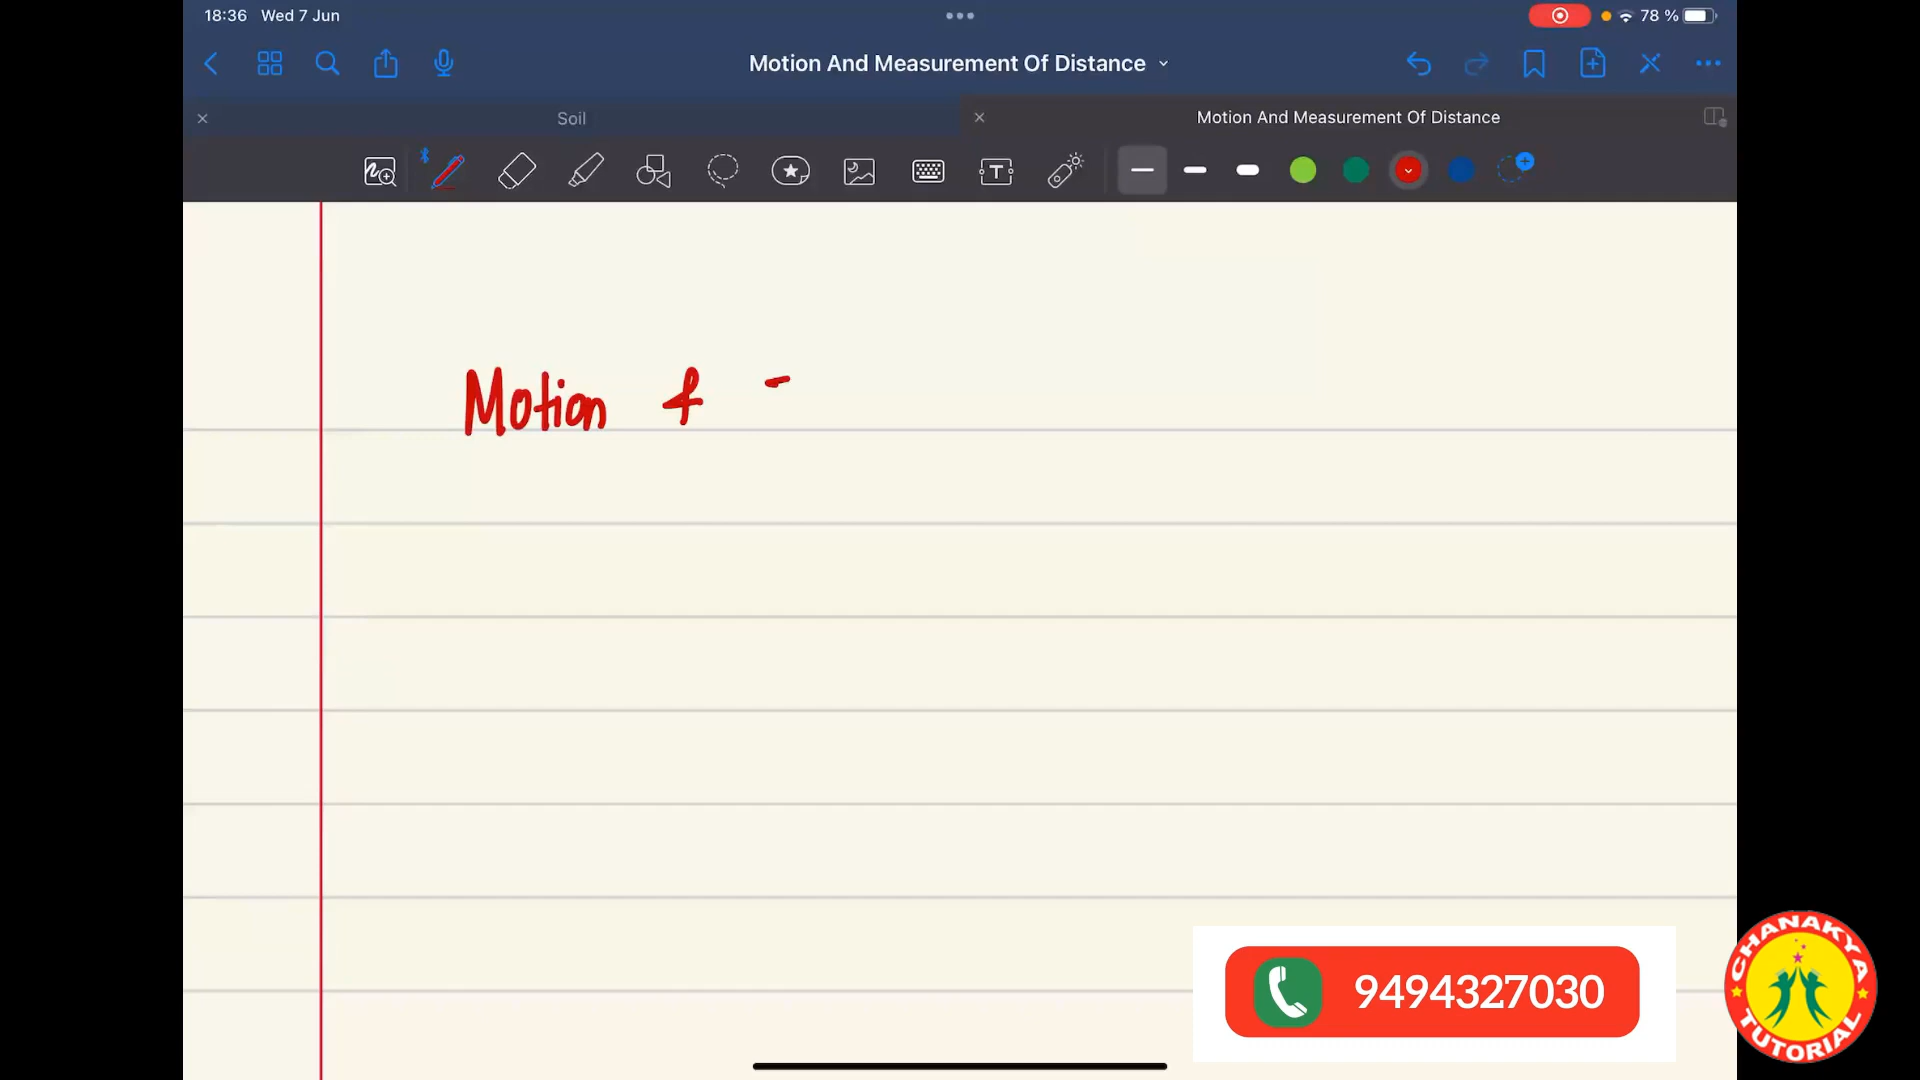 18:36 Wed 7 Jun
78 %
Motion And Measurement Of Distance
Soil
Motion And Measurement Of Distance
T
Motion &
9494327030
CHANAKYA
TUTORIAL